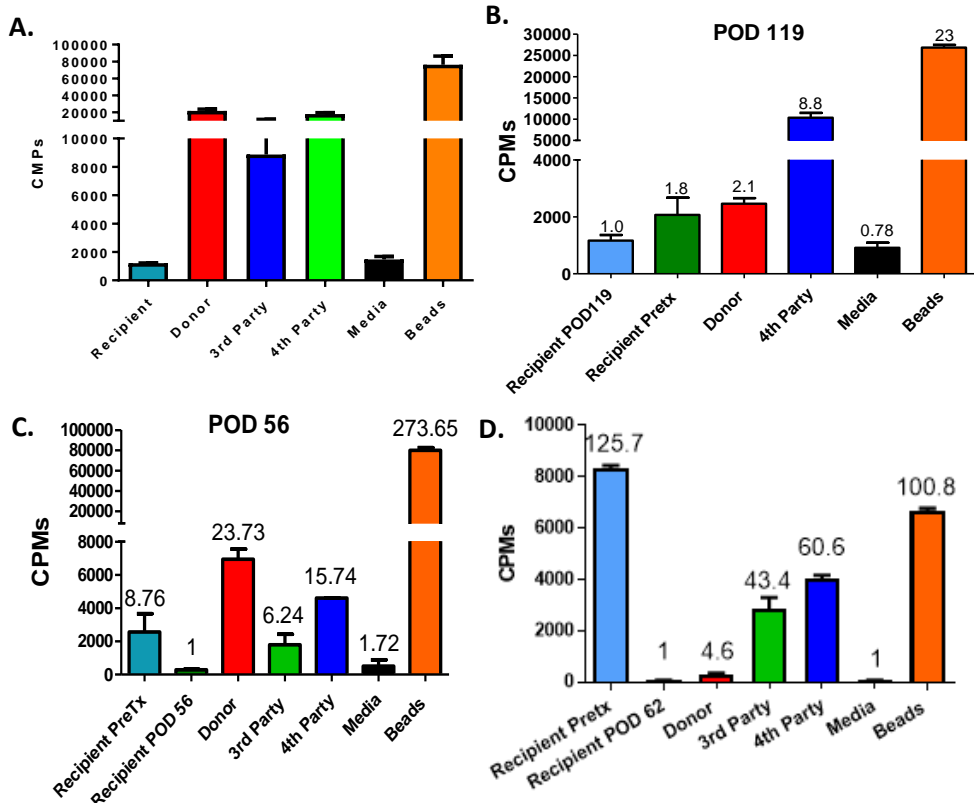 A.
CMPs
100000
80000
60000
40000
20000
10000
8000
6000
4000
2000
0
Recipient
Donor
3rd Party
4th Party
Media
Beads
B.
POD 119
CPMs
30000
25000
20000
15000
10000
5000
4000
2000
0
1.0
1.8
2.1
8.8
0.78
23
Recipient POD119
Recipient Pretx
Donor
4th Party
Media
Beads
C.
POD 56
CPMs
100000
80000
60000
40000
20000
8000
6000
4000
2000
0
8.76
1
23.73
6.24
15.74
1.72
273.65
Recipient PreTx
Recipient POD 56
Donor
3rd Party
4th Party
Media
Beads
D.
CPMs
10000
8000
6000
4000
2000
0
125.7
1
4.6
43.4
60.6
1
100.8
Recipient Pretx
Recipient POD 62
Donor
3rd Party
4th Party
Media
Beads